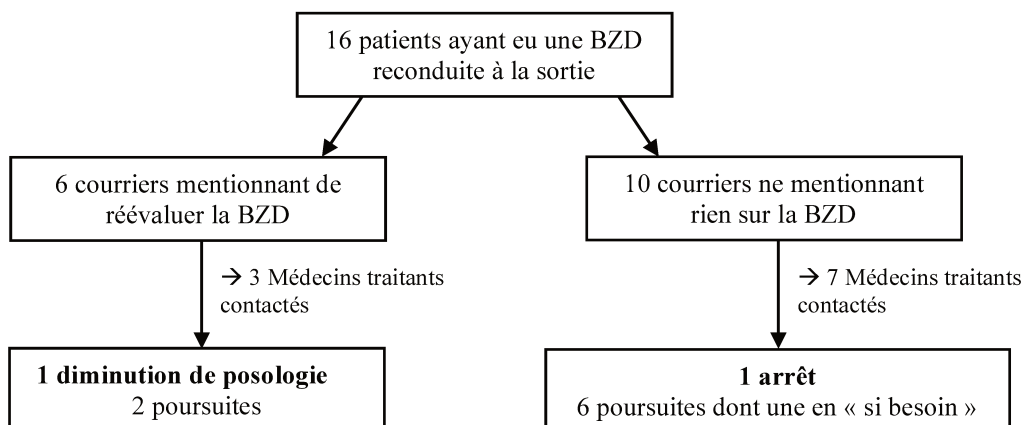 16 patients ayant eu une BZD
reconduite à la sortie
6 courriers mentionnant de
réévaluer la BZD
10 courriers ne mentionnant
rien sur la BZD
→ 3 Médecins traitants
contactés
→ 7 Médecins traitants
contactés
1 diminution de posologie
2 poursuites
1 arrêt
6 poursuites dont une en « si besoin »